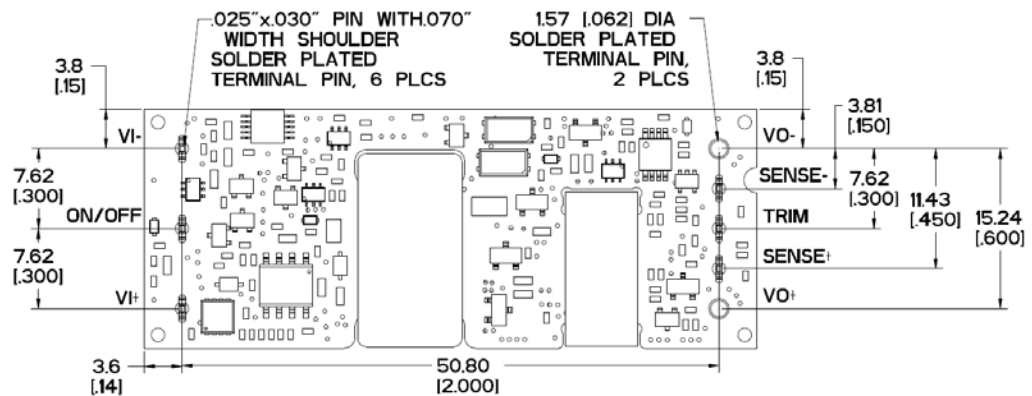 .025"x.030" PIN WITH.070"
WIDTH SHOULDER
SOLDER PLATED
TERMINAL PIN, 6 PLCS
1.57 [.062] DIA
SOLDER PLATED
TERMINAL PIN,
2 PLCS
3.8
[.15]
3.8
[.15]
3.81
[.150]
VI-
VO-
7.62
[.300]
SENSE-
7.62
[.300]
11.43
[.450]
15.24
[.600]
ON/OFF
TRIM
7.62
[.300]
SENSE+
VI+
VO+
3.6
[.14]
50.80
[2.000]